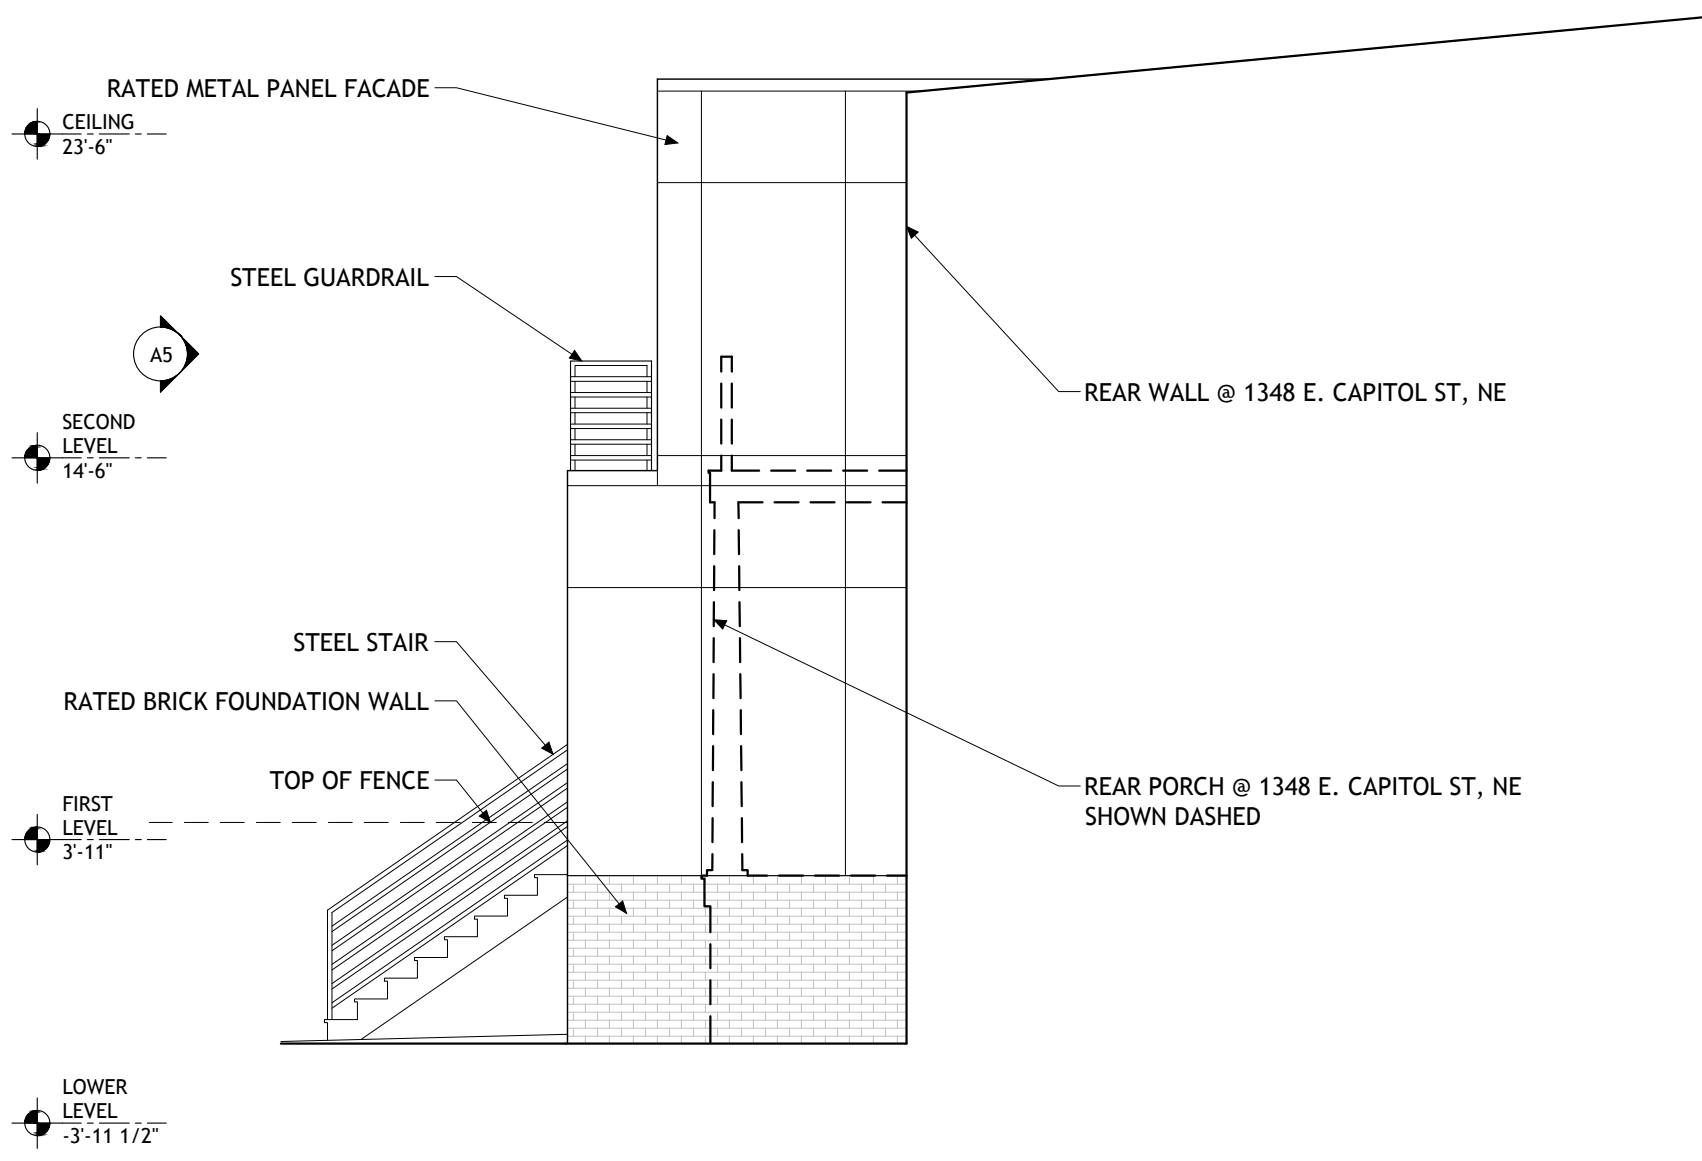 RATED METAL PANEL FACADE
CEILING
23'-6"
STEEL GUARDRAIL
A5
REAR WALL @ 1348 E. CAPITOL ST, NE
SECOND
LEVEL
14'-6"
STEEL STAIR
RATED BRICK FOUNDATION WALL
TOP OF FENCE
REAR PORCH @ 1348 E. CAPITOL ST, NE
SHOWN DASHED
FIRST
LEVEL
3'-11"
LOWER
LEVEL
-3'-11 1/2"